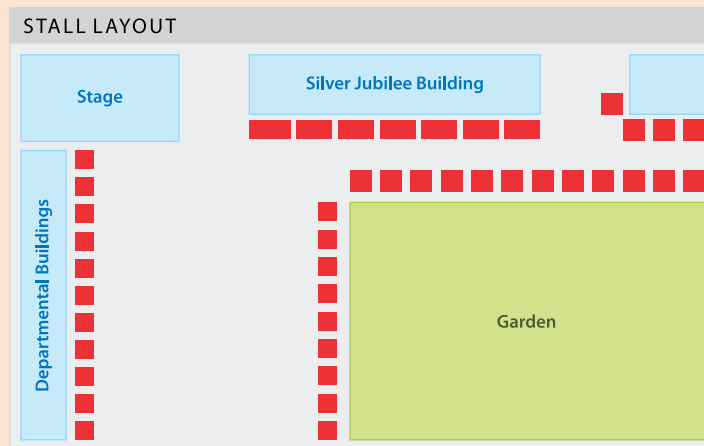 STALL LAYOUT
Stage
Silver Jubilee Building
Departmental Buildings
Garden